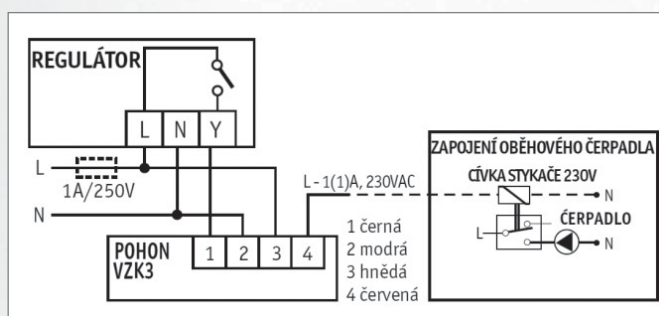 REGULÁTOR
L N Y
L
1A/250V
N
POHON
VZK3
1 2 3 4
L - 1(1)A, 230VAC
1 černá
2 modrá
3 hnědá
4 červená
ZAPOJENÍ OBĚHOVÉHO ČERPADLA
CÍVKA STYKAČE 230V
N
ČERPADLO
L
N